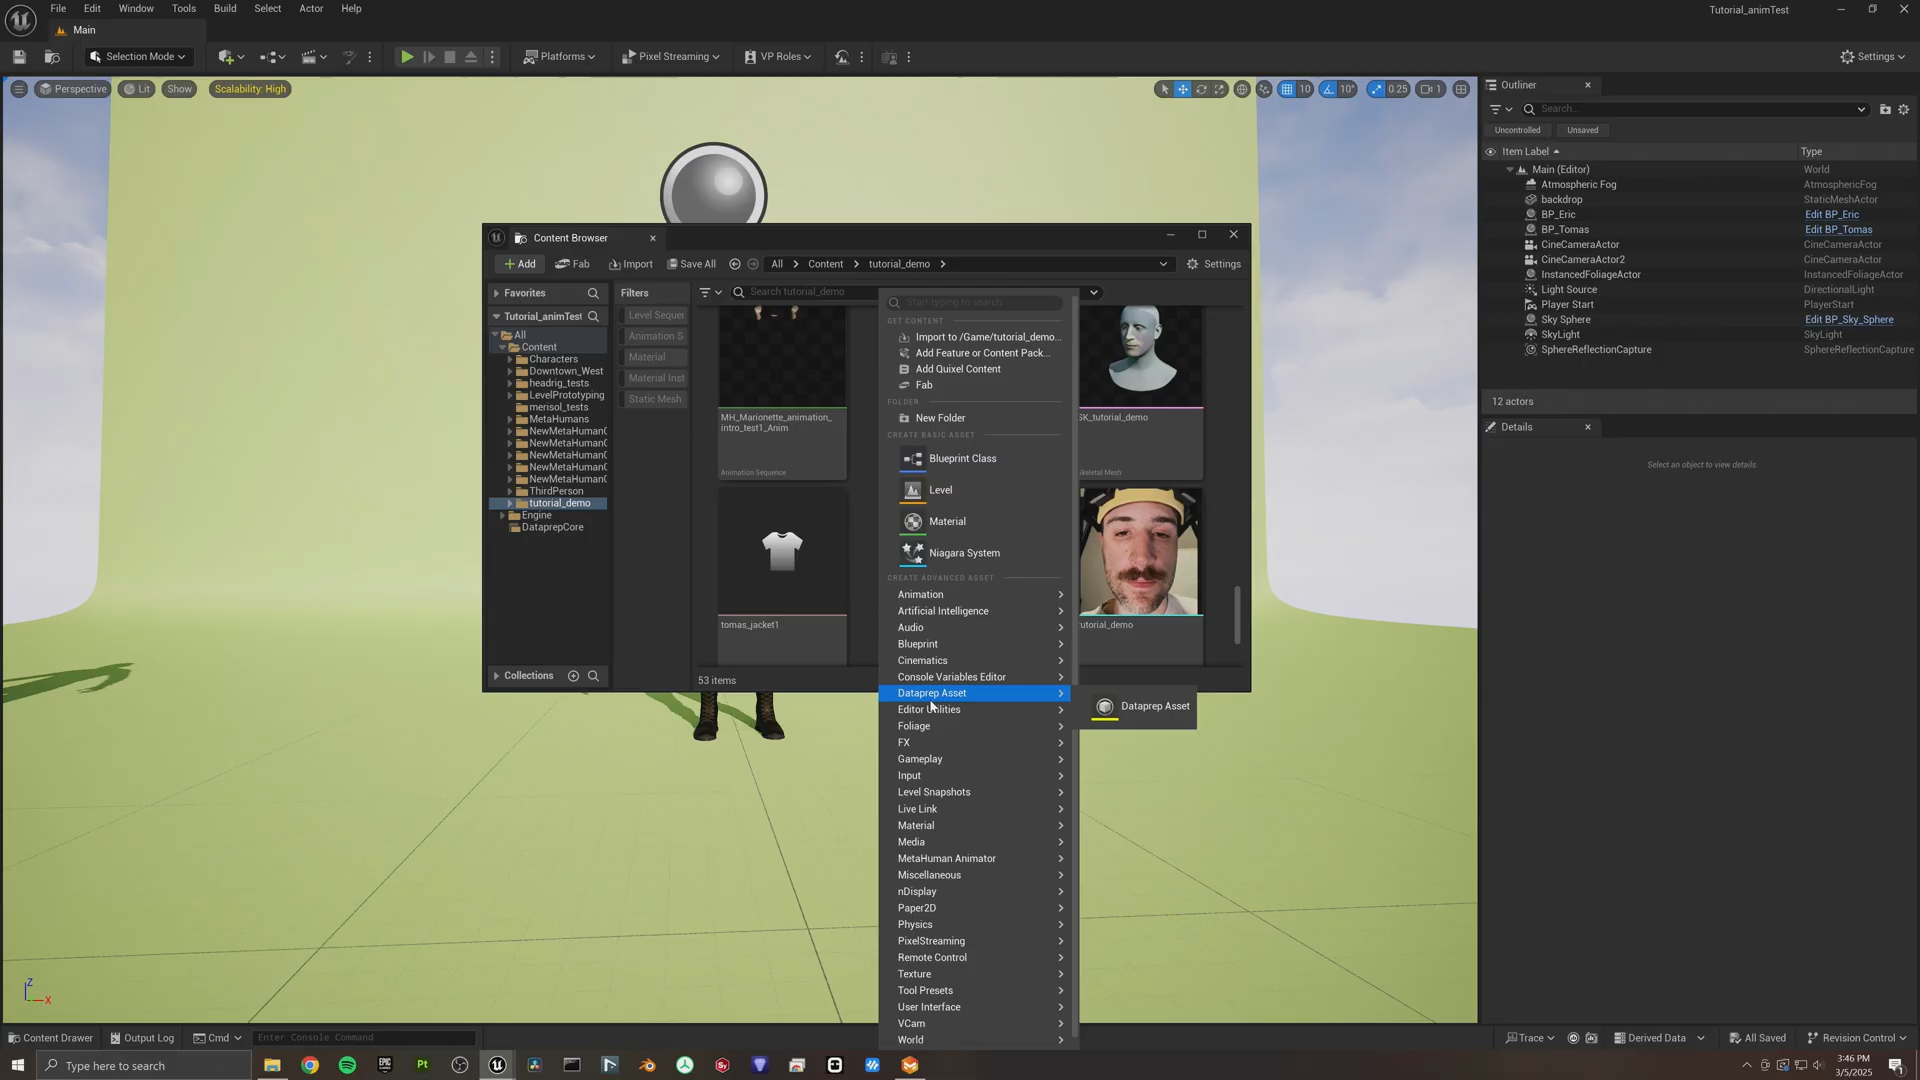 File Edit Window Tools Build Select Actor Help
Tutorial_animTest
Main
Selection Mode
Platforms
Pixel Streaming
VP Roles
Settings
Perspective Lit Show Scalability: High
10 10° 0.25 1
Outliner
Search...
Uncontrolled Unsaved
Item Label Type
Main (Editor) World
Atmospheric Fog AtmosphericFog
backdrop StaticMeshActor
BP_Eric Edit BP_Eric
BP_Tomas Edit BP_Tomas
CineCameraActor CineCameraActor
CineCameraActor2 CineCameraActor
InstancedFoliageActor InstancedFoliageActor
Light Source DirectionalLight
Player Start PlayerStart
Sky Sphere Edit BP_Sky_Sphere
SkyLight SkyLight
SphereReflectionCapture SphereReflectionCapture
12 actors
Details
Select an object to view details
Content Browser
Add Fab Import Save All All Content tutorial_demo Settings
Favorites
Tutorial_animTest
All
Content
Characters
Downtown_West
headrig_tests
LevelPrototyping
merisol_tests
MetaHumans
NewMetaHuman
NewMetaHuman
NewMetaHuman
NewMetaHuman
NewMetaHuman
ThirdPerson
tutorial_demo
Engine
DataprepCore
Collections
Filters
Level Sequer
Animation S
Material
Material Inst
Static Mesh
Search tutorial_demo
MH_Marionette_animation_
intro_test1_Anim
Animation Sequence
tomas_jacket1
53 items
SK_tutorial_demo
Skeletal Mesh
tutorial_demo
Start typing to search
GET CONTENT
Import to /Game/tutorial_demo...
Add Feature or Content Pack...
Add Quixel Content
Fab
FOLDER
New Folder
CREATE BASIC ASSET
Blueprint Class
Level
Material
Niagara System
CREATE ADVANCED ASSET
Animation
Artificial Intelligence
Audio
Blueprint
Cinematics
Console Variables Editor
Dataprep Asset
Editor Utilities
Foliage
FX
Gameplay
Input
Level Snapshots
Live Link
Material
Media
MetaHuman Animator
Miscellaneous
nDisplay
Paper2D
Physics
PixelStreaming
Remote Control
Texture
Tool Presets
User Interface
VCam
World
Dataprep Asset
Z
X
Content Drawer Output Log Cmd Enter Console Command
Trace Derived Data All Saved Revision Control
Type here to search
EPIC
Pt
3:46 PM
3/5/2025
1